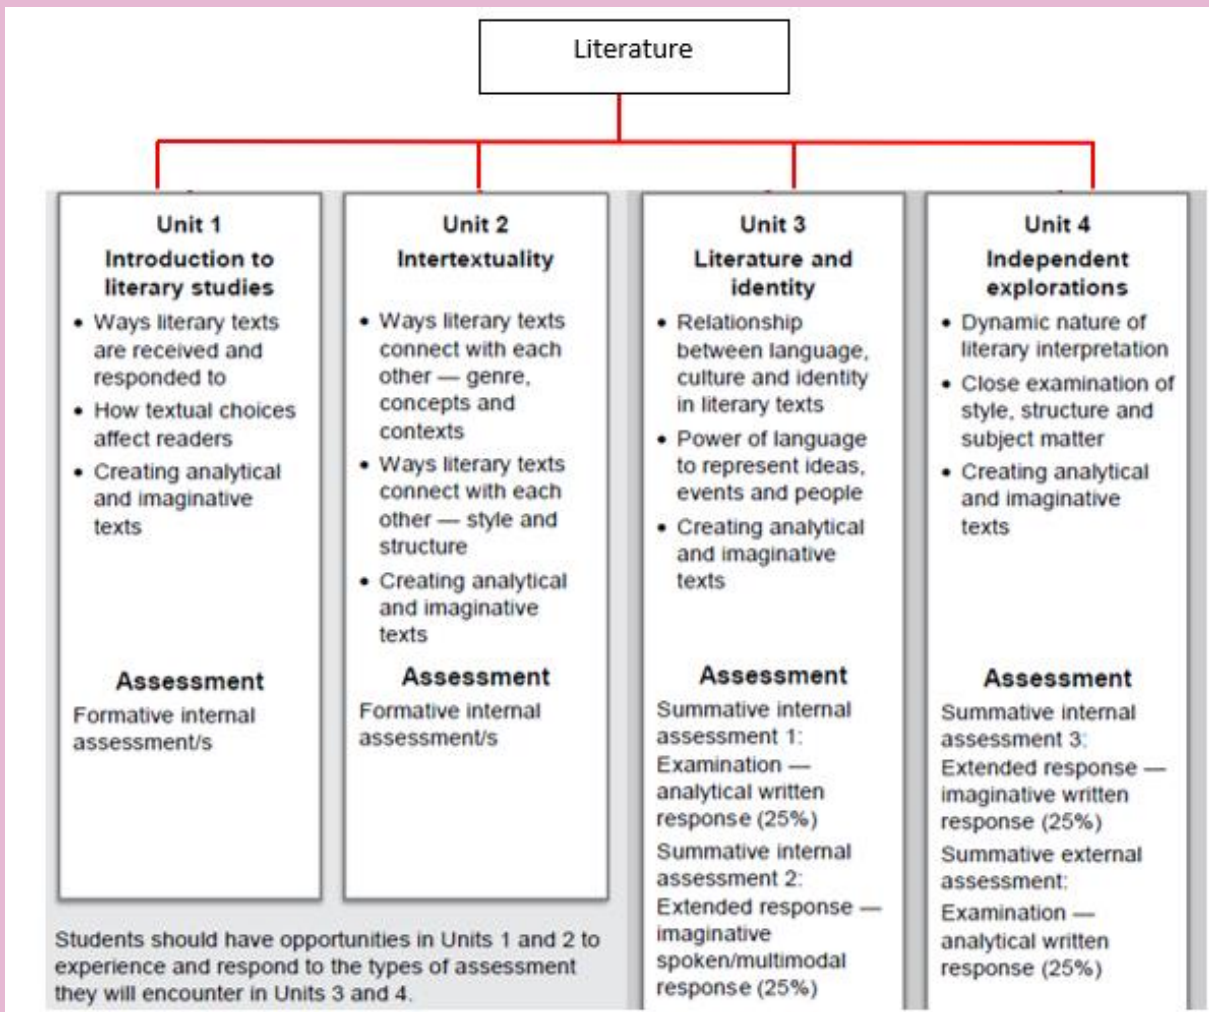 Literature
Unit 1
Introduction to
literary studies
• Ways literary texts
are received and
responded to
• How textual choices
affect readers
• Creating analytical
and imaginative
texts
Assessment
Formative internal
assessment/s
Unit 2
Intertextuality
• Ways literary texts
connect with each
other — genre,
concepts and
contexts
• Ways literary texts
connect with each
other — style and
structure
• Creating analytical
and imaginative
texts
Assessment
Formative internal
assessment/s
Students should have opportunities in Units 1 and 2 to
experience and respond to the types of assessment
they will encounter in Units 3 and 4.
Unit 3
Literature and
identity
• Relationship
between language,
culture and identity
in literary texts
• Power of language
to represent ideas,
events and people
• Creating analytical
and imaginative
texts
Assessment
Summative internal
assessment 1:
Examination —
analytical written
response (25%)
Summative internal
assessment 2:
Extended response —
imaginative
spoken/multimodal
response (25%)
Unit 4
Independent
explorations
• Dynamic nature of
literary interpretation
• Close examination of
style, structure and
subject matter
• Creating analytical
and imaginative
texts
Assessment
Summative internal
assessment 3:
Extended response —
imaginative written
response (25%)
Summative external
assessment:
Examination —
analytical written
response (25%)